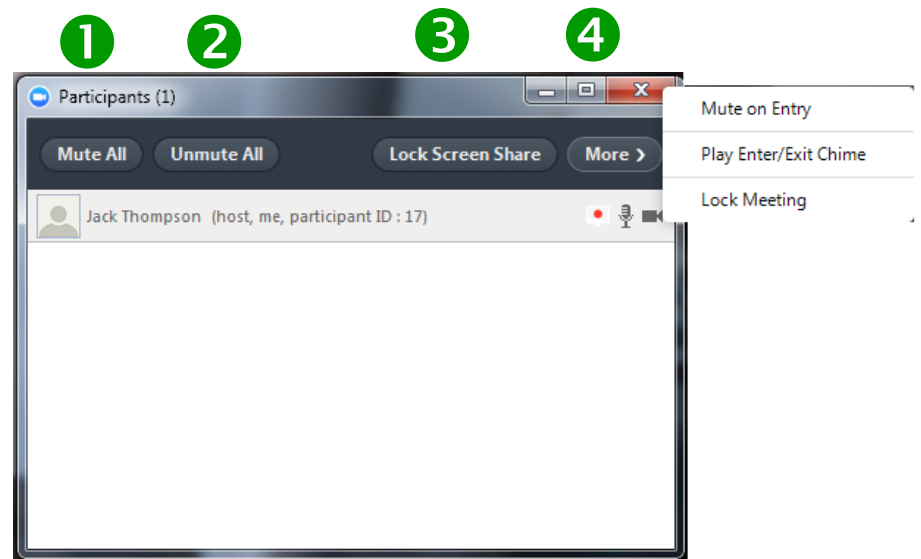 1 2 3 4
Participants (1)
Mute All Unmute All Lock Screen Share More
Jack Thompson (host, me, participant ID : 17)
Mute on Entry
Play Enter/Exit Chime
Lock Meeting